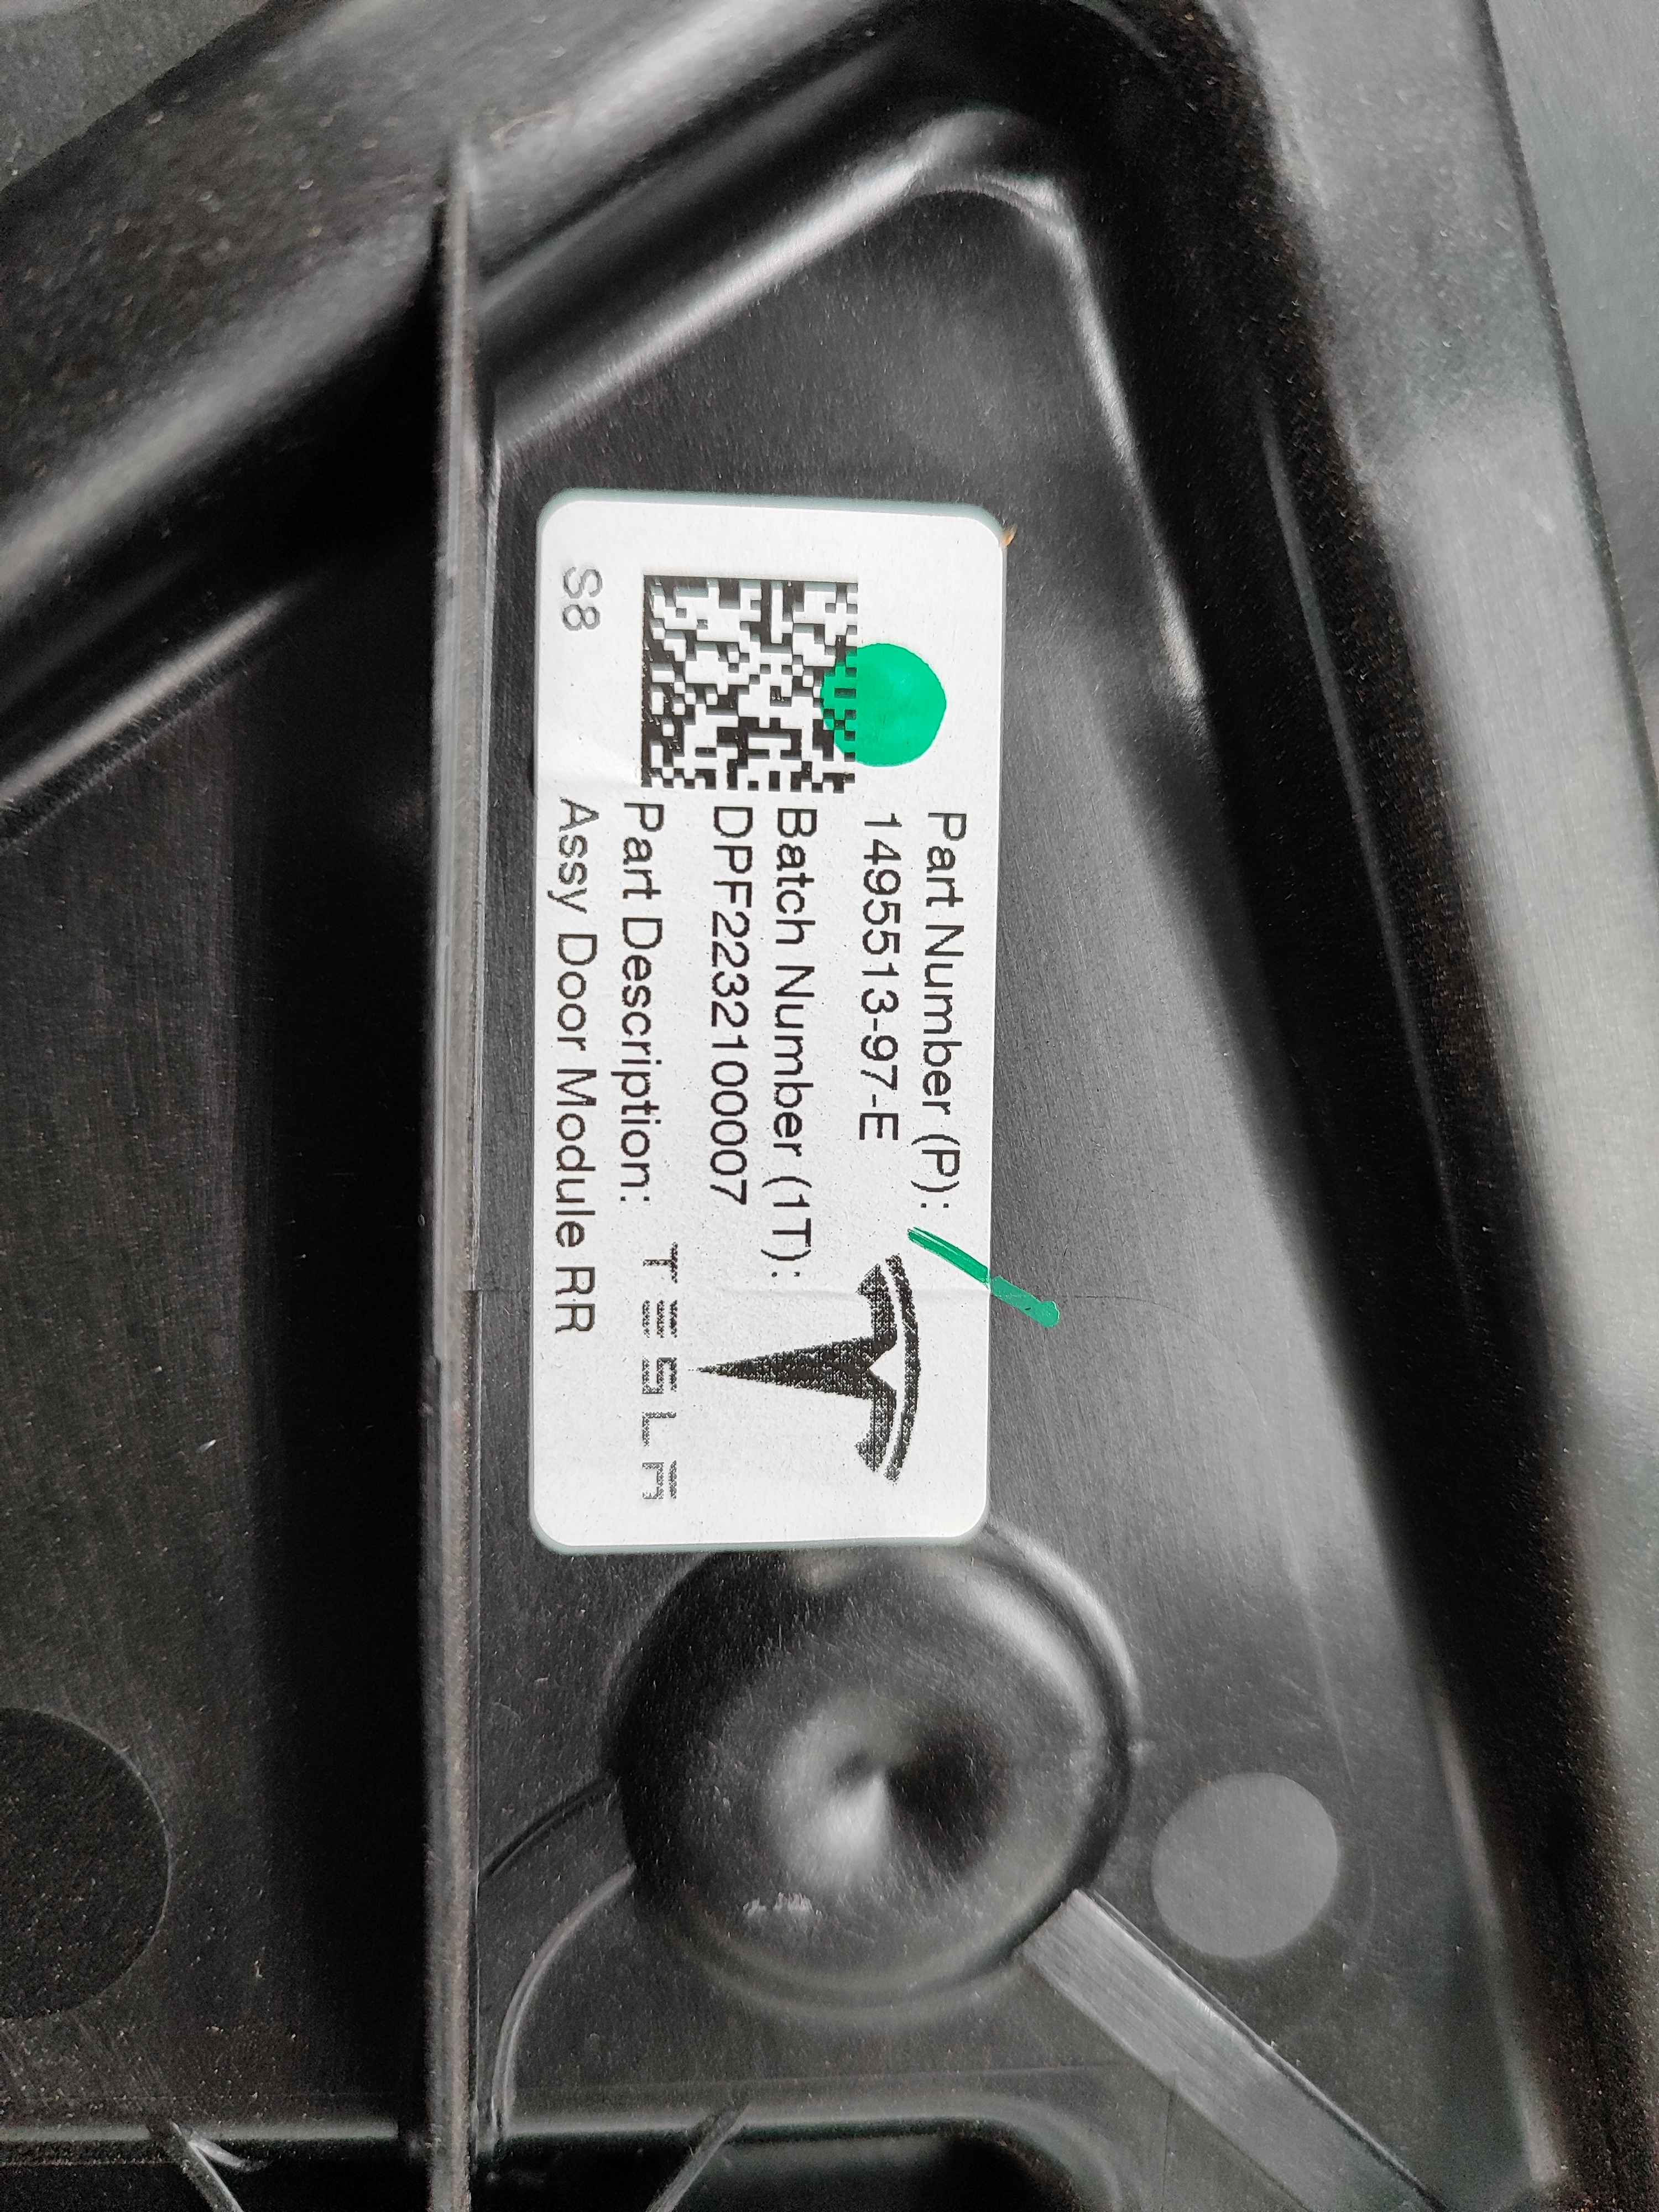 Part Number (P):
1495513-97-E
Batch Number (1T):
DPF2232100007
Part Description:
Assy Door Module RR
S8
TESLA